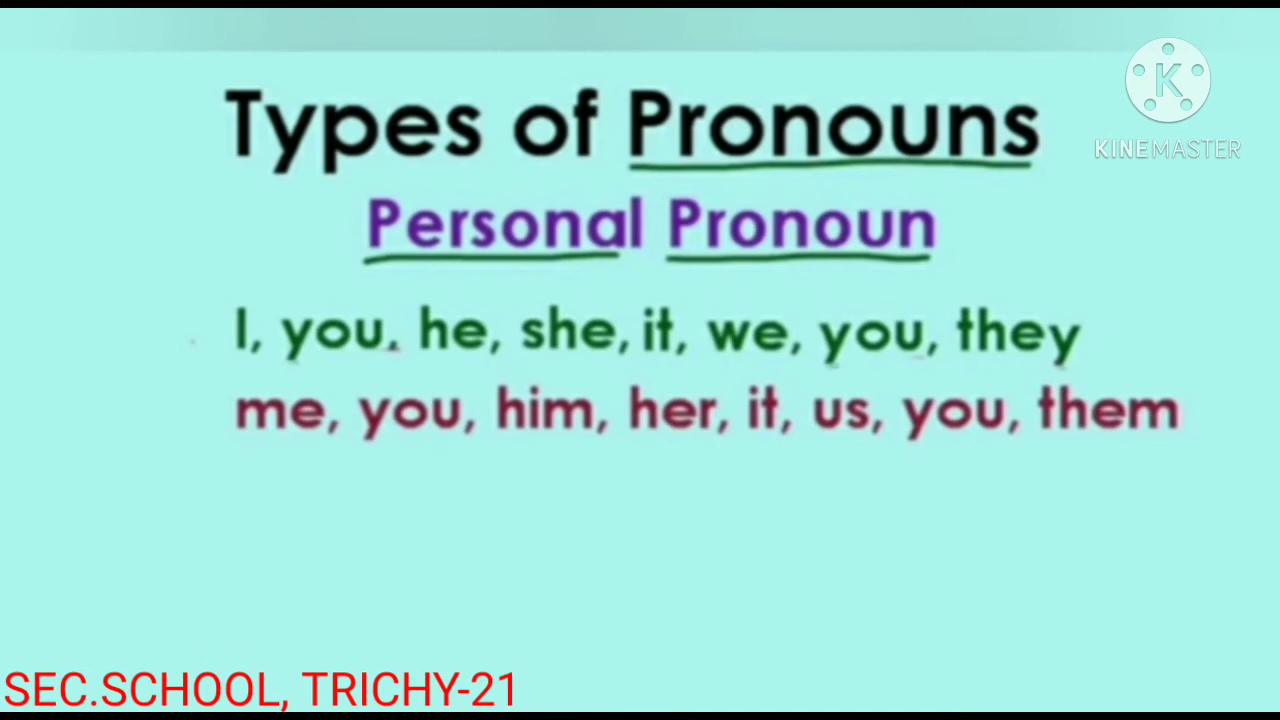 Types of Pronouns
KINEMASTER
Personal Pronoun
I, you, he, she, it, we, you, they
me, you, him, her, it, us, you, them
SEC.SCHOOL, TRICHY-21